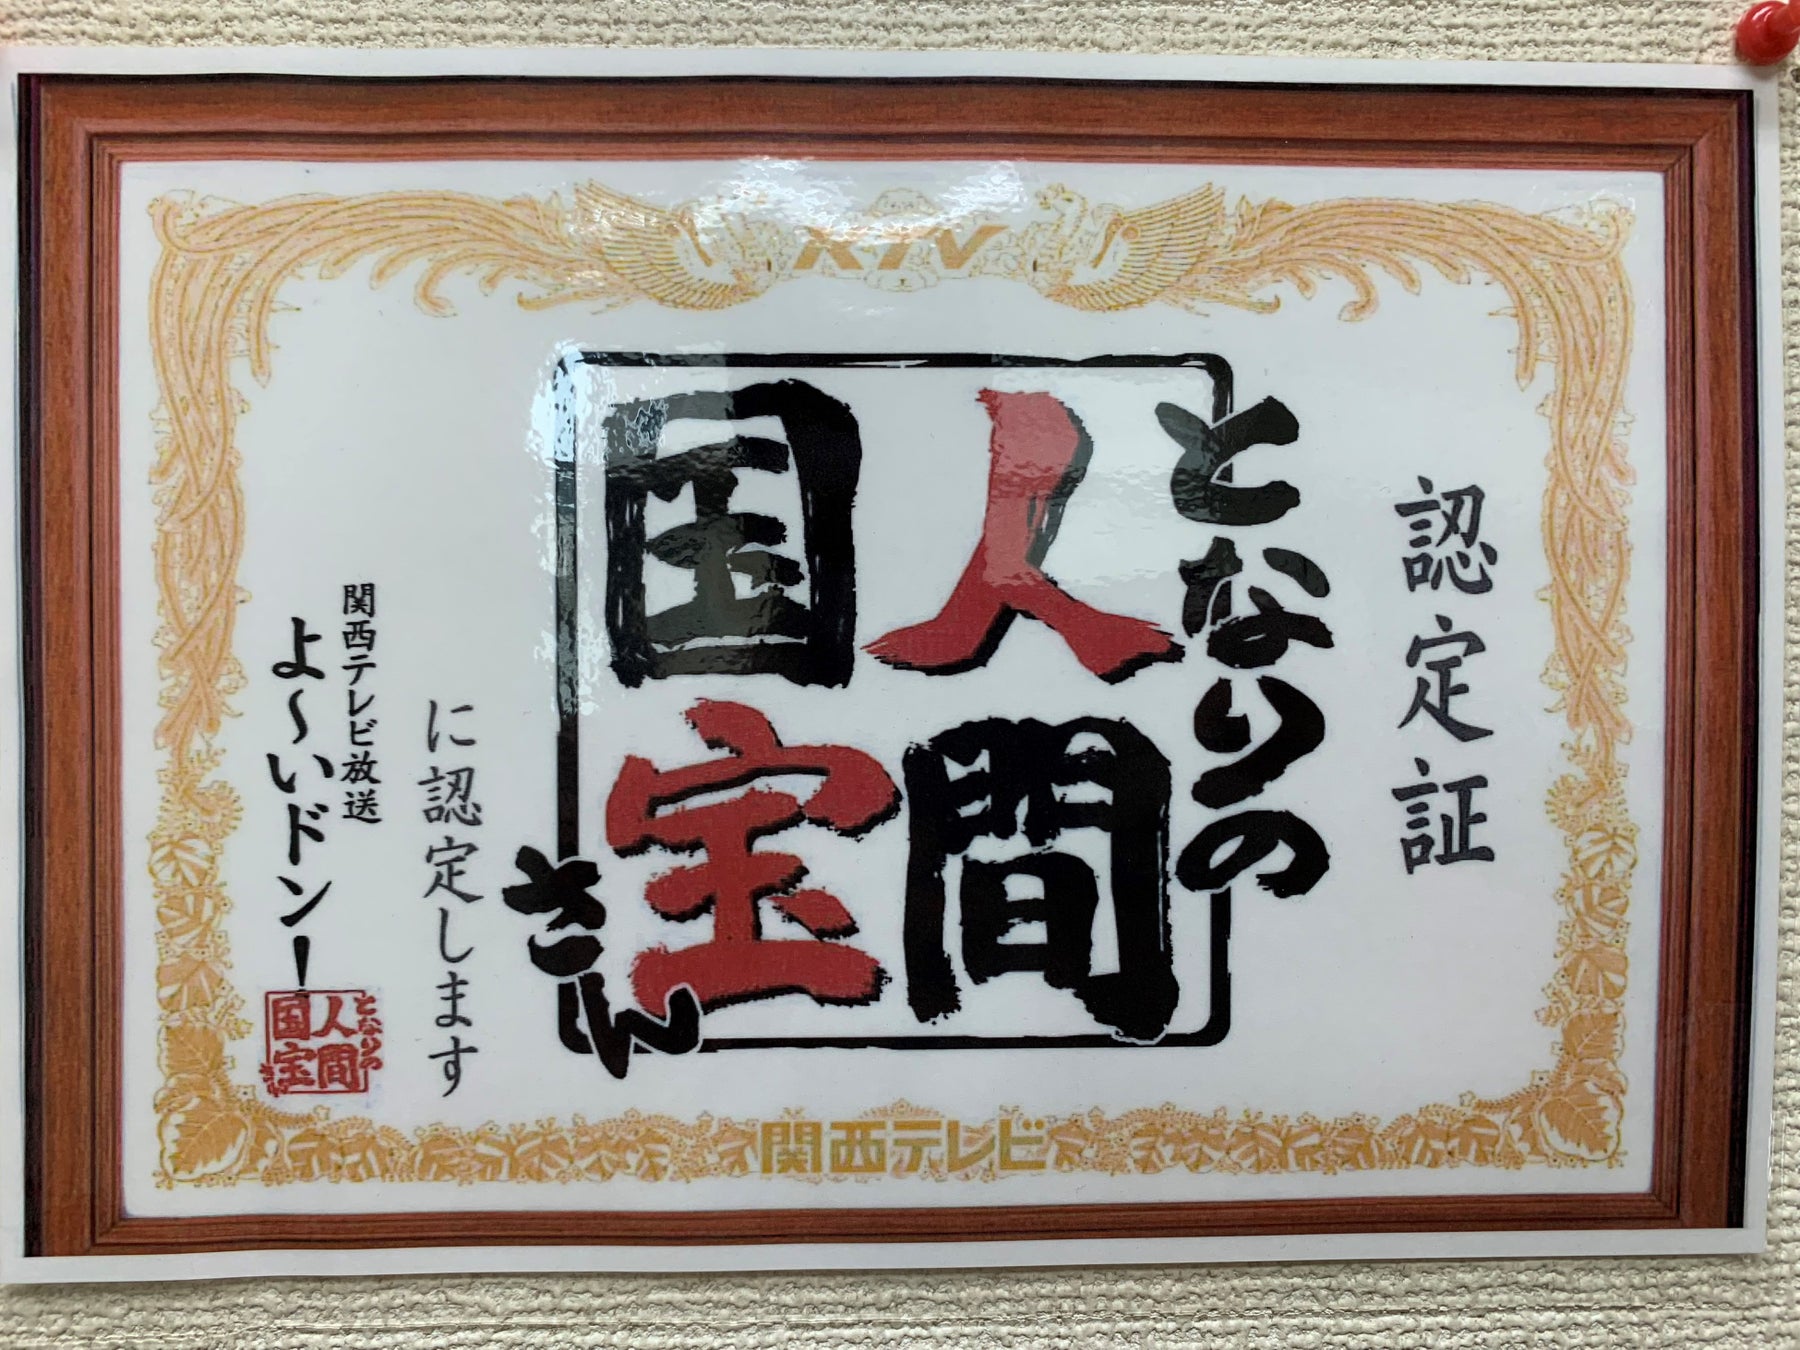 KTV
認定証
となりの
人間
国宝
さん
に認定します
関西テレビ放送
よ〜いドン!
となりの
人間
国宝
さん
関西テレビ